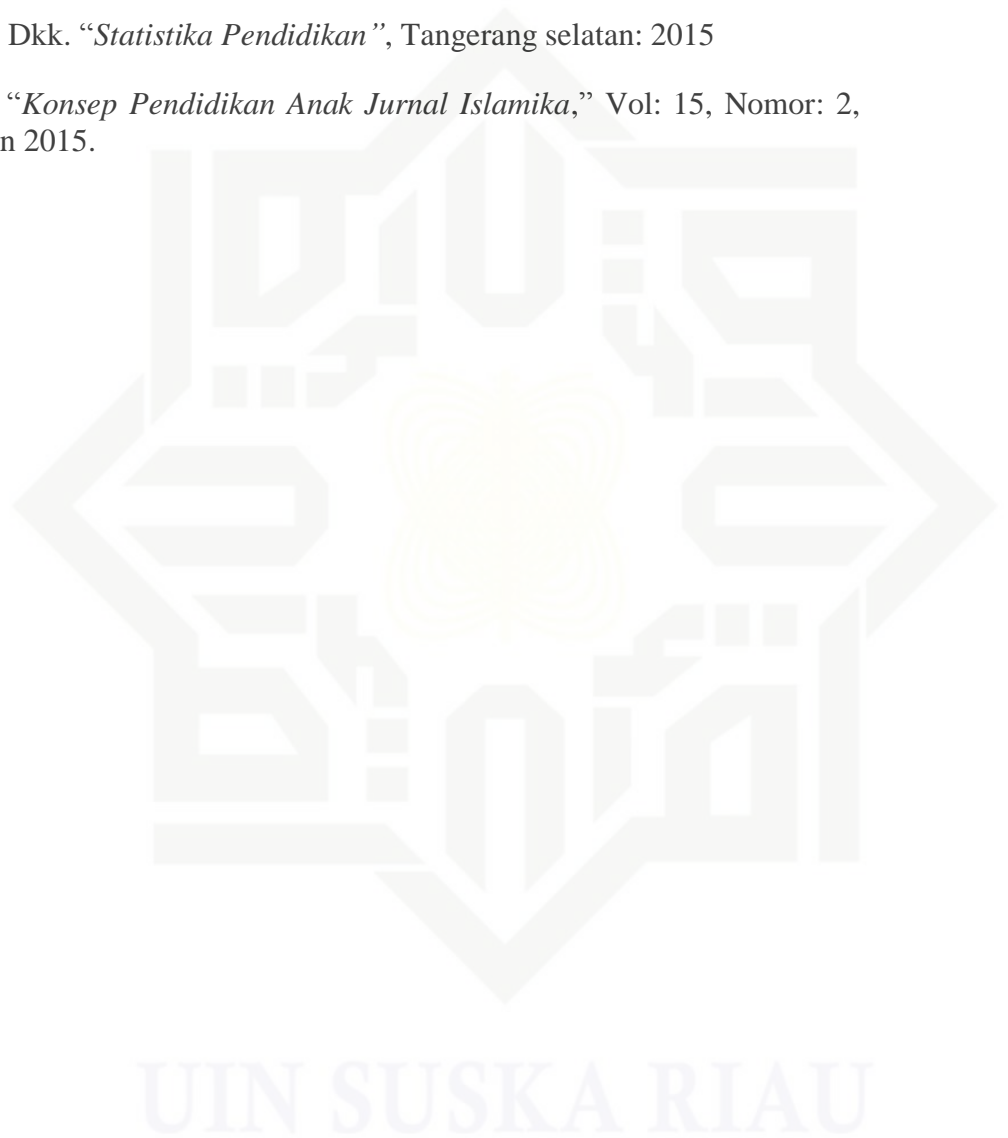 Dkk. “Statistika Pendidikan”, Tangerang selatan: 2015
“Konsep Pendidikan Anak Jurnal Islamika,” Vol: 15, Nomor: 2,
n 2015.
UIN SUSKA RIAU